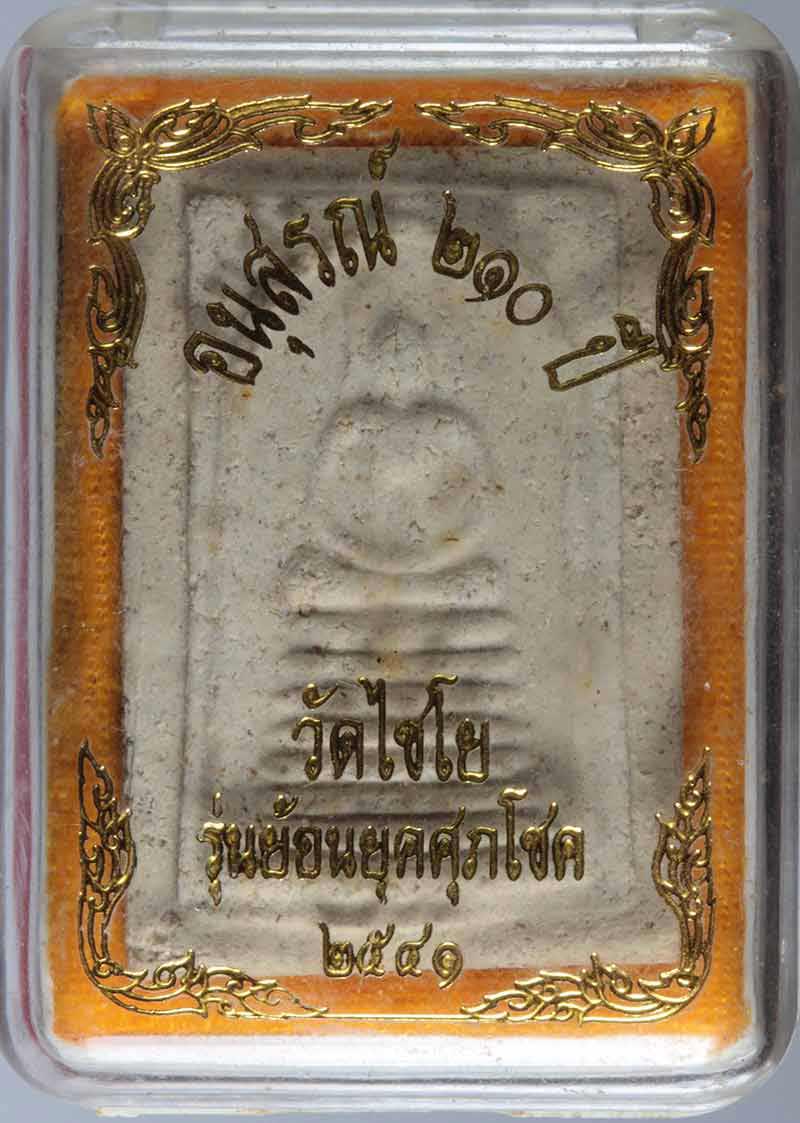 อนุสรณ์ ๒๑๐ ปี
วัดไชโย
รุ่นย้อนยุคศุภโชค
๒๕๔๑